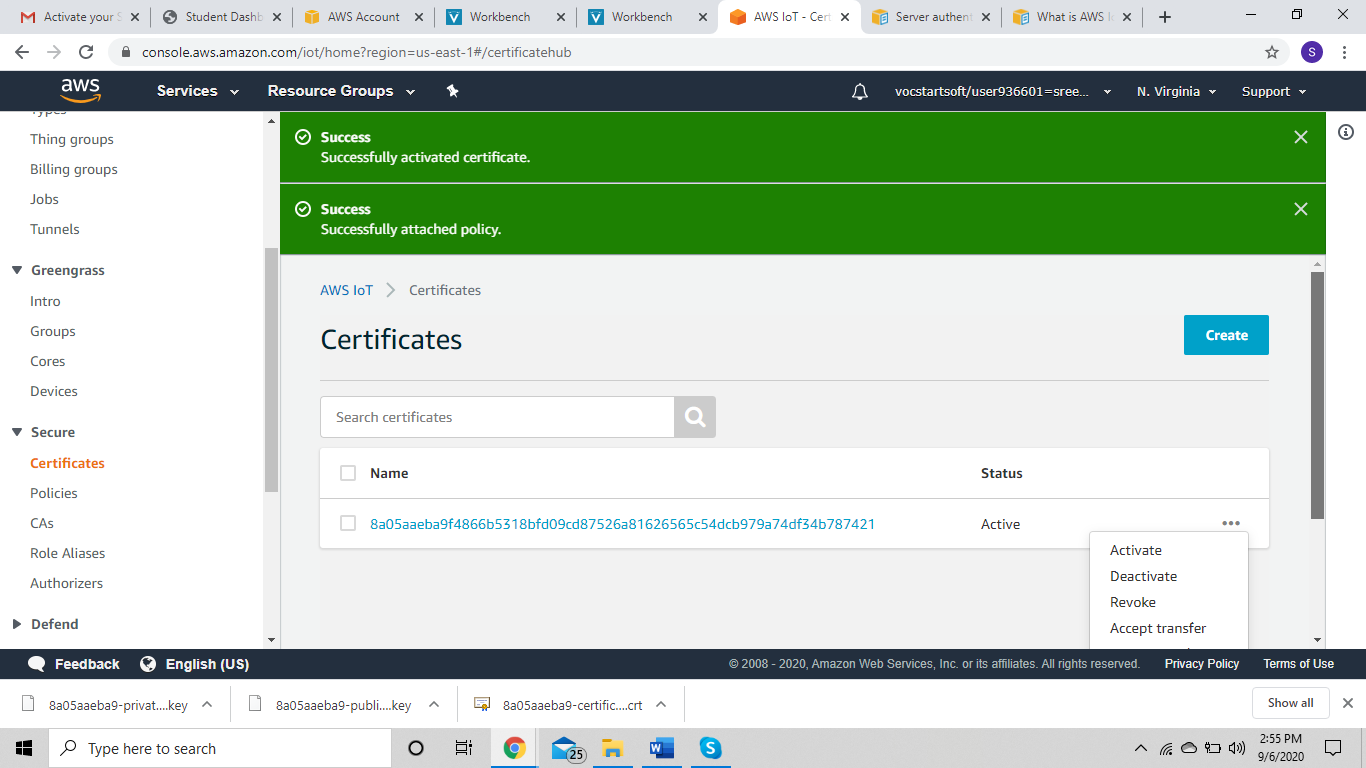 Activate your S
Student Dashb
AWS Account
Workbench
Workbench
AWS IoT - Cert
Server authent
What is AWS Io
console.aws.amazon.com/iot/home?region=us-east-1#/certificatehub
S
aws
Services
Resource Groups
vocstartsoft/user936601=sree...
N. Virginia
Support
Types
Thing groups
Billing groups
Jobs
Tunnels
Greengrass
Intro
Groups
Cores
Devices
Secure
Certificates
Policies
CAs
Role Aliases
Authorizers
Defend
Success
Successfully activated certificate.
Success
Successfully attached policy.
AWS IoT
Certificates
Certificates
Create
Search certificates
Name
Status
8a05aaeba9f4866b5318bfd09cd87526a81626565c54dcb979a74df34b787421
Active
Activate
Deactivate
Revoke
Accept transfer
Feedback
English (US)
© 2008 - 2020, Amazon Web Services, Inc. or its affiliates. All rights reserved.
Privacy Policy
Terms of Use
8a05aaeba9-privat....key
8a05aaeba9-publi....key
8a05aaeba9-certific....crt
Show all
Type here to search
25
2:55 PM
9/6/2020